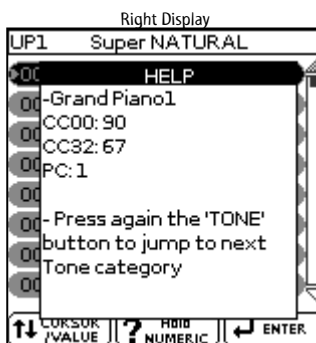 Right Display
UP1 Super NATURAL
HELP
-Grand Piano1
CC00: 90
CC32: 67
PC: 1
- Press again the 'TONE'
button to jump to next
Tone category
CURSOR
/VALUE
? HOLD
NUMERIC
ENTER